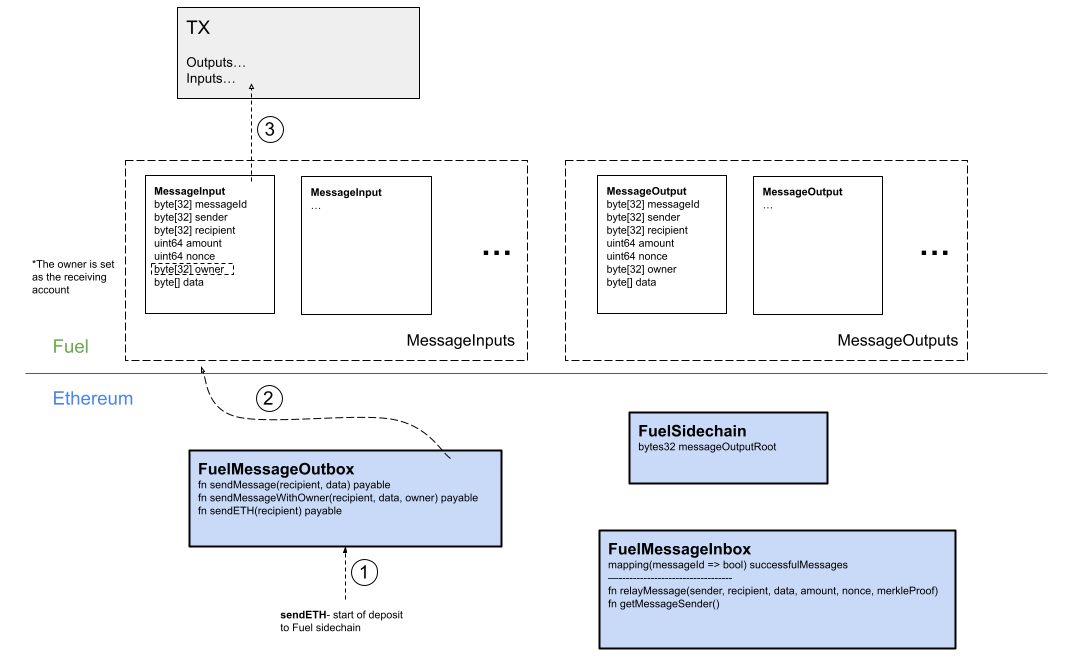 TX
Outputs…
Inputs…
3
MessageInput
byte[32] messageId
byte[32] sender
byte[32] recipient
uint64 amount
uint64 nonce
byte[32] owner
byte[] data
MessageInput
…
...
MessageInputs
*The owner is set
as the receiving
account
MessageOutput
byte[32] messageId
byte[32] sender
byte[32] recipient
uint64 amount
uint64 nonce
byte[32] owner
byte[] data
MessageOutput
…
...
MessageOutputs
Fuel
Ethereum
2
FuelMessageOutbox
fn sendMessage(recipient, data) payable
fn sendMessageWithOwner(recipient, data, owner) payable
fn sendETH(recipient) payable
1
sendETH- start of deposit
to Fuel sidechain
FuelSidechain
bytes32 messageOutputRoot
FuelMessageInbox
mapping(messageId => bool) successfulMessages
—----------------------------------
fn relayMessage(sender, recipient, data, amount, nonce, merkleProof)
fn getMessageSender()